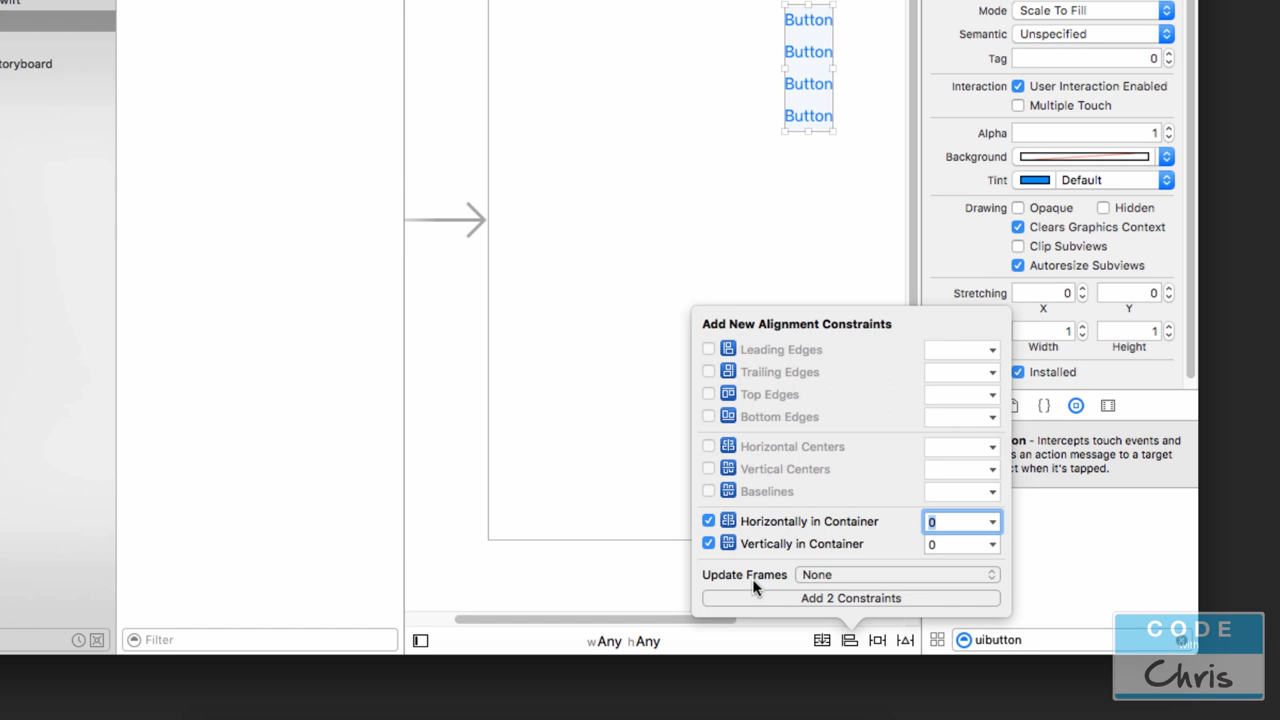 toryboard
Filter
Button
Button
Button
Button
wAny hAny
Mode Scale To Fill
Semantic Unspecified
Tag 0
Interaction User Interaction Enabled
Multiple Touch
Alpha 1
Background
Tint Default
Drawing Opaque Hidden
Clears Graphics Context
Clip Subviews
Autoresize Subviews
Stretching 0 0
X Y
1 1
Width Height
Installed
{}
on - Intercepts touch events and
s an action message to a target
ct when it's tapped.
Add New Alignment Constraints
Leading Edges
Trailing Edges
Top Edges
Bottom Edges
Horizontal Centers
Vertical Centers
Baselines
Horizontally in Container 0
Vertically in Container 0
Update Frames None
Add 2 Constraints
uibutton
CODE
with
Chris